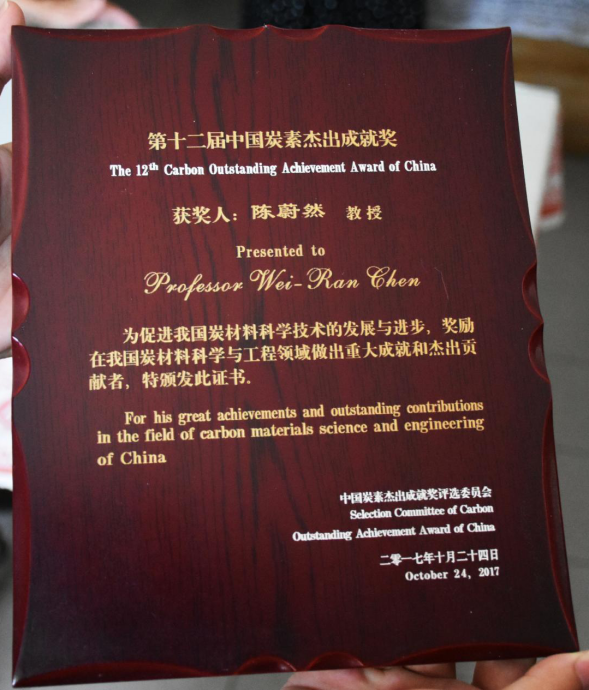 第十二届中国炭素杰出成就奖
The 12th Carbon Outstanding Achievement Award of China
获奖人：陈蔚然 教授
Presented to
Professor Wei-Ran Chen
为促进我国炭材料科学技术的发展与进步，奖励
在我国炭材料科学与工程领域做出重大成就和杰出贡
献者，特颁发此证书。
For his great achievements and outstanding contributions
in the field of carbon materials science and engineering
of China
中国炭素杰出成就奖评选委员会
Selection Committee of Carbon
Outstanding Achievement Award of China
二零一七年十月二十四日
October 24, 2017